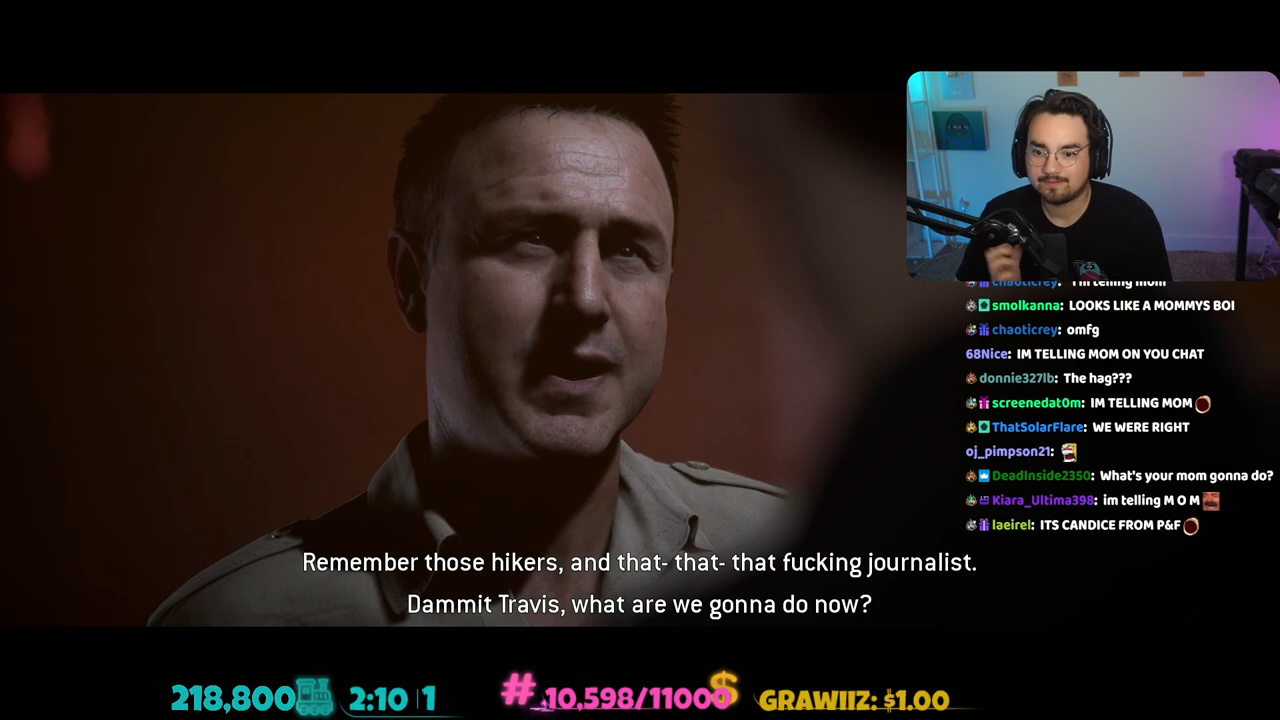 chaoticrey: I'm telling mom
smolkanna: LOOKS LIKE A MOMMYS BOI
chaoticrey: omfg
68Nice: IM TELLING MOM ON YOU CHAT
donnie327lb: The hag???
screenedat0m: IM TELLING MOM
ThatSolarFlare: WE WERE RIGHT
oj_pimpson21:
DeadInside2350: What's your mom gonna do?
Kiara_Ultima398: im telling M O M
laeirel: ITS CANDICE FROM P&F
Remember those hikers, and that- that- that fucking journalist.
Dammit Travis, what are we gonna do now?
218,800 2:10 | 1 # 10,598/11000 $ GRAWIIZ: $1.00